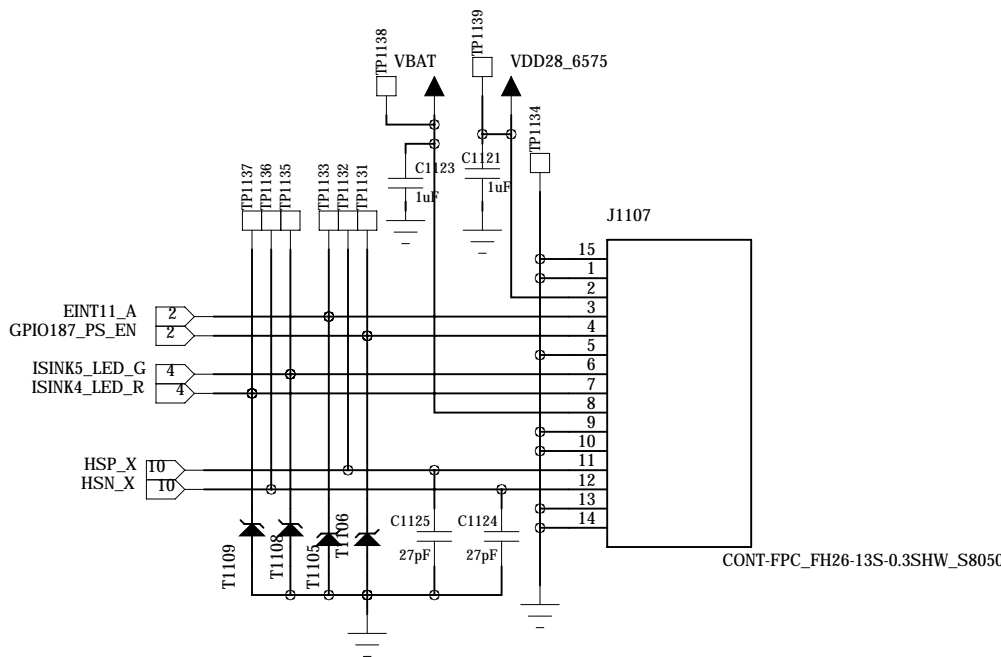 TP1138
VBAT
TP1139
VDD28_6575
TP1134
C1123
1uF
C1121
1uF
TP1137
TP1136
TP1135
TP1133
TP1132
TP1131
J1107
15
1
2
3
4
5
6
7
8
9
10
11
12
13
14
EINT11_A 2
GPIO187_PS_EN 2
ISINK5_LED_G 4
ISINK4_LED_R 4
HSP_X 10
HSN_X 10
T1109
T1108
T1105
T1106
C1125
27pF
C1124
27pF
CONT-FPC_FH26-13S-0.3SHW_S8050